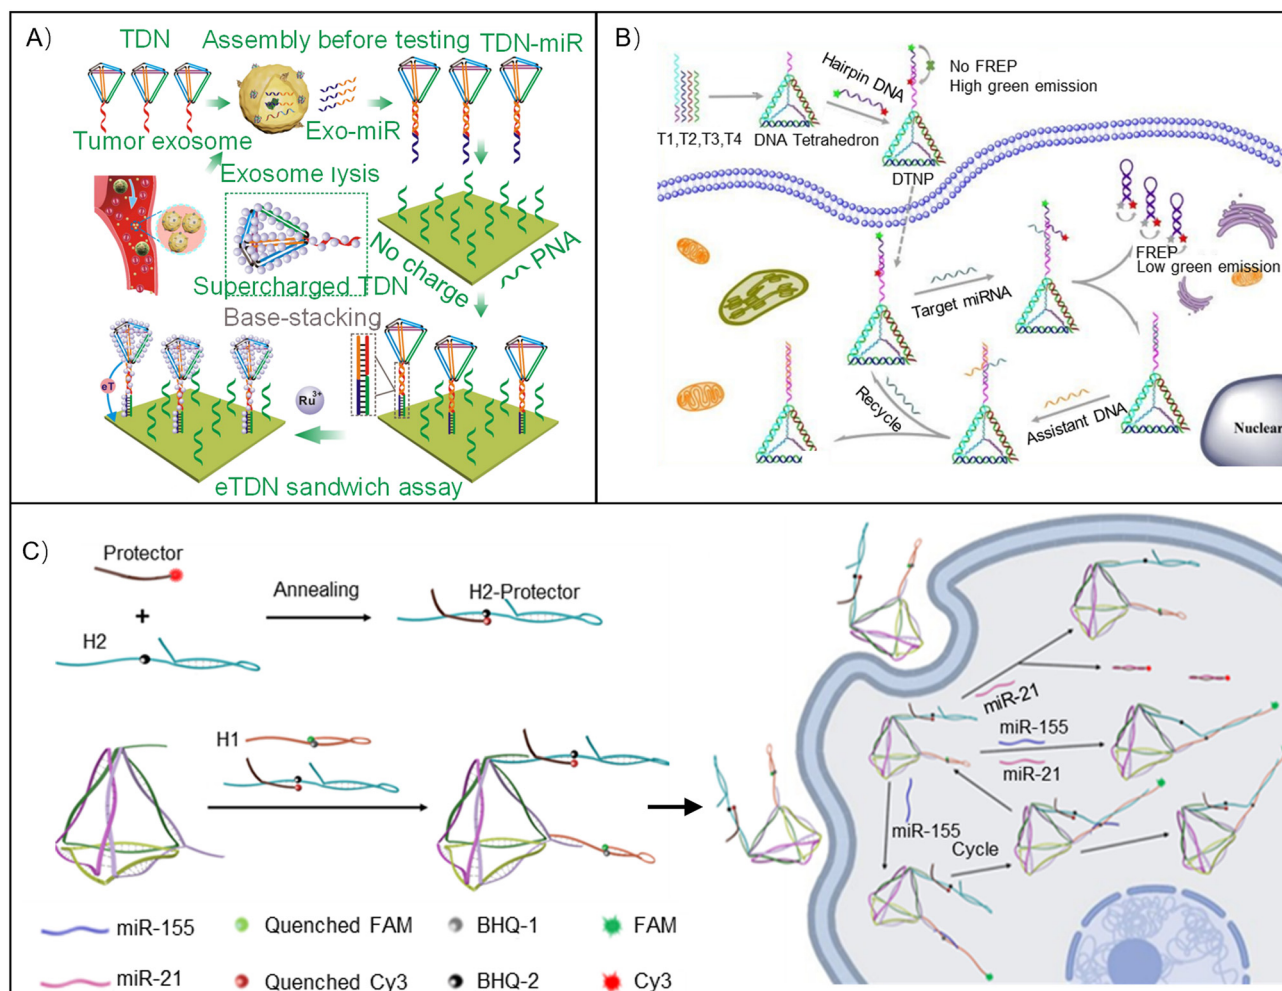 A)
TDN
Assembly before testing
TDN-miR
Tumor exosome
Exo-miR
Exosome lysis
No charge
PNA
Supercharged TDN
Base-stacking
eT
Ru3+
eTDN sandwich assay
B)
T1,T2,T3,T4
DNA Tetrahedron
Hairpin DNA
No FREP
High green emission
DTNP
FREP
Low green emission
Target miRNA
Assistant DNA
Recycle
Nuclear
C)
Protector
+
H2
Annealing
H2-Protector
H1
miR-21
miR-155
miR-21
miR-155
Cycle
miR-155
Quenched FAM
BHQ-1
FAM
miR-21
Quenched Cy3
BHQ-2
Cy3